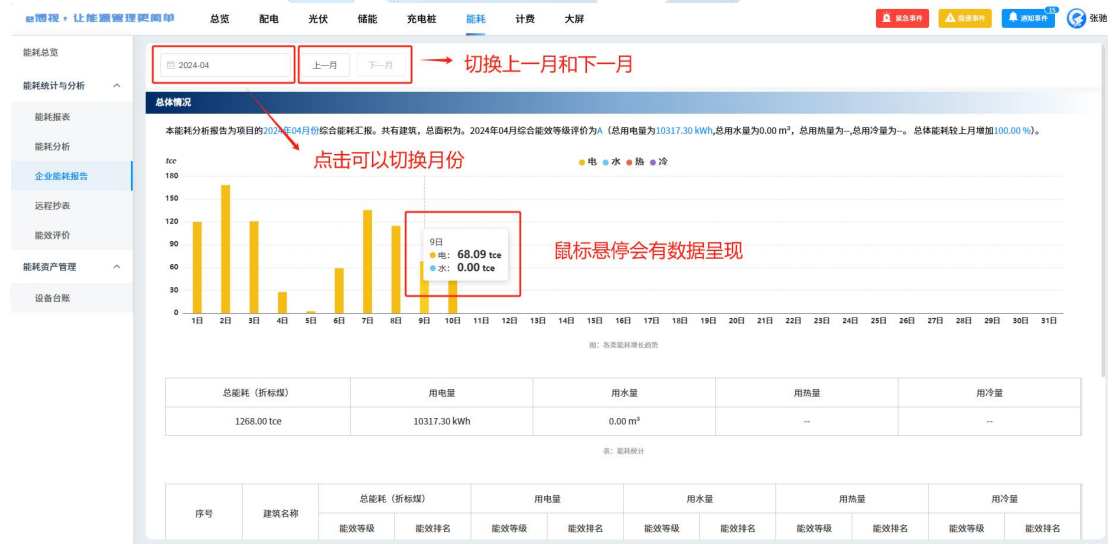 e博视·让能源管理更简单
总览 配电 光伏 储能 充电桩 能耗 计费 大屏
紧急事件 隐患事件 通知事件 15 张驰
能耗总览
能耗统计与分析
能耗报表
能耗分析
企业能耗报告
远程抄表
能效评价
能耗资产管理
设备台账
2024-04 上一月 下一月 切换上一月和下一月
总体情况
本能耗分析报告为项目的2024年04月份综合能耗汇报。共有建筑，总面积为。2024年04月综合能效等级评价为A（总用电量为10317.30 kWh,总用水量为0.00 m³，总用热量为--,总用冷量为--。 总体能耗较上月增加100.00 %)。
点击可以切换月份
tce
电 水 热 冷
180
150
120
90
60
30
0
9日
电: 68.09 tce
水: 0.00 tce
鼠标悬停会有数据呈现
1日 2日 3日 4日 5日 6日 7日 8日 9日 10日 11日 12日 13日 14日 15日 16日 17日 18日 19日 20日 21日 22日 23日 24日 25日 26日 27日 28日 29日 30日 31日
图：各类能耗增长趋势
总能耗（折标煤） 用电量 用水量 用热量 用冷量
1268.00 tce 10317.30 kWh 0.00 m³ -- --
表：能耗统计
序号 建筑名称 总能耗（折标煤） 用电量 用水量 用热量 用冷量
能效等级 能效排名 能效等级 能效排名 能效等级 能效排名 能效等级 能效排名 能效等级 能效排名